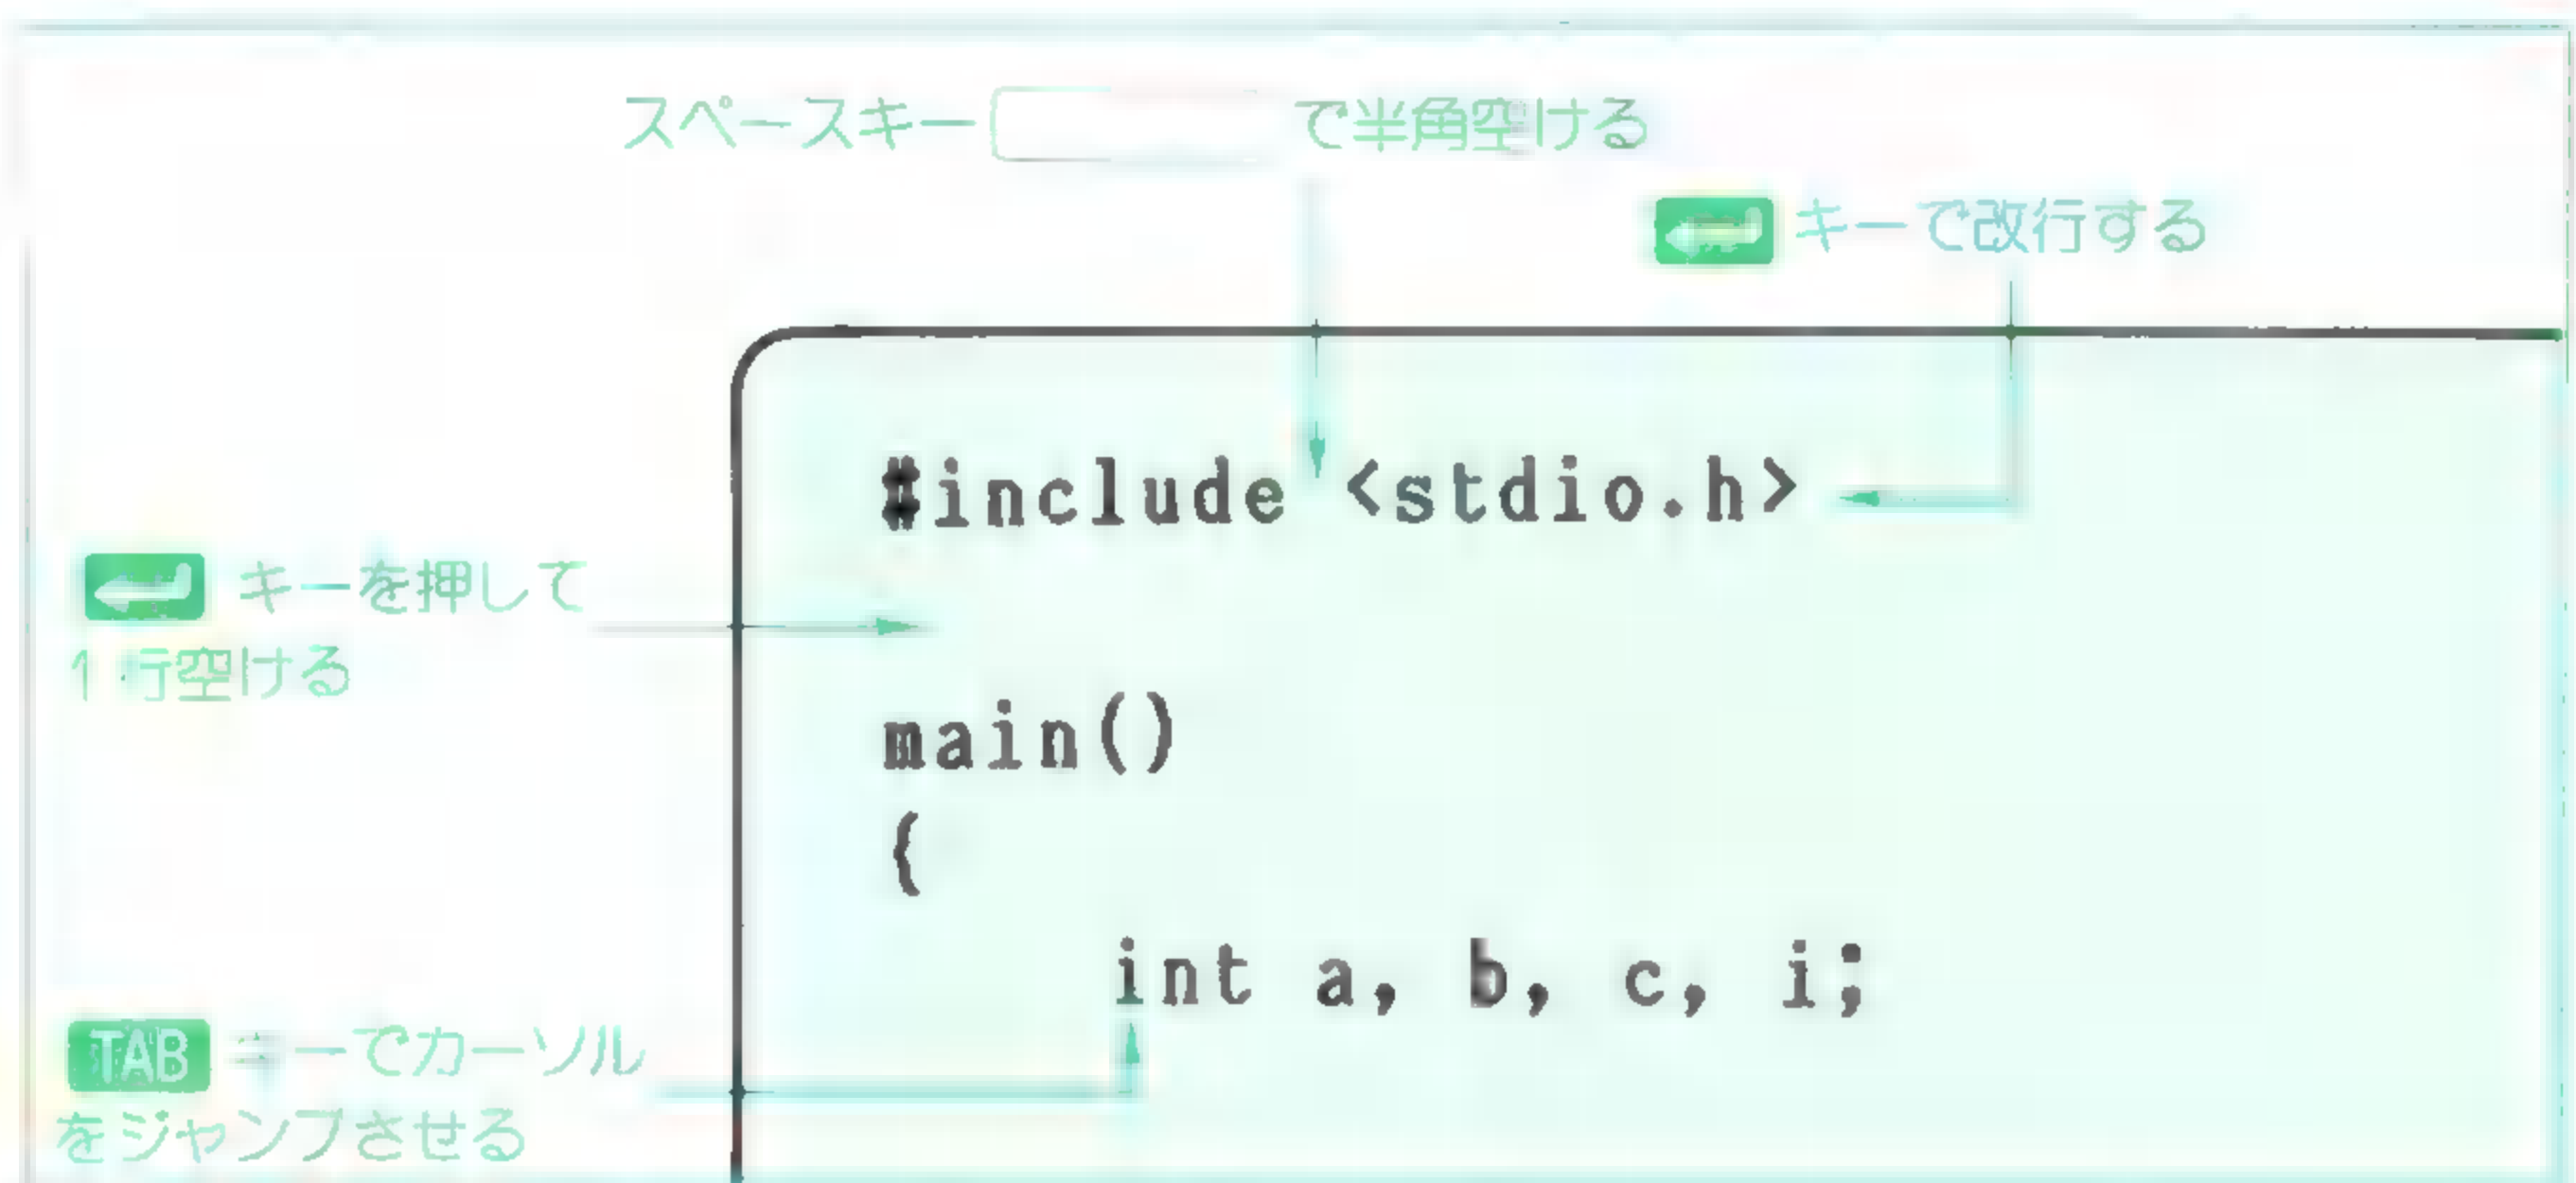 スペースキー で半角空ける
キーで改行する
#include <stdio.h>
キーを押して
1行空ける
main()
{
int a, b, c, i;
TAB キーでカーソル
をジャンプさせる